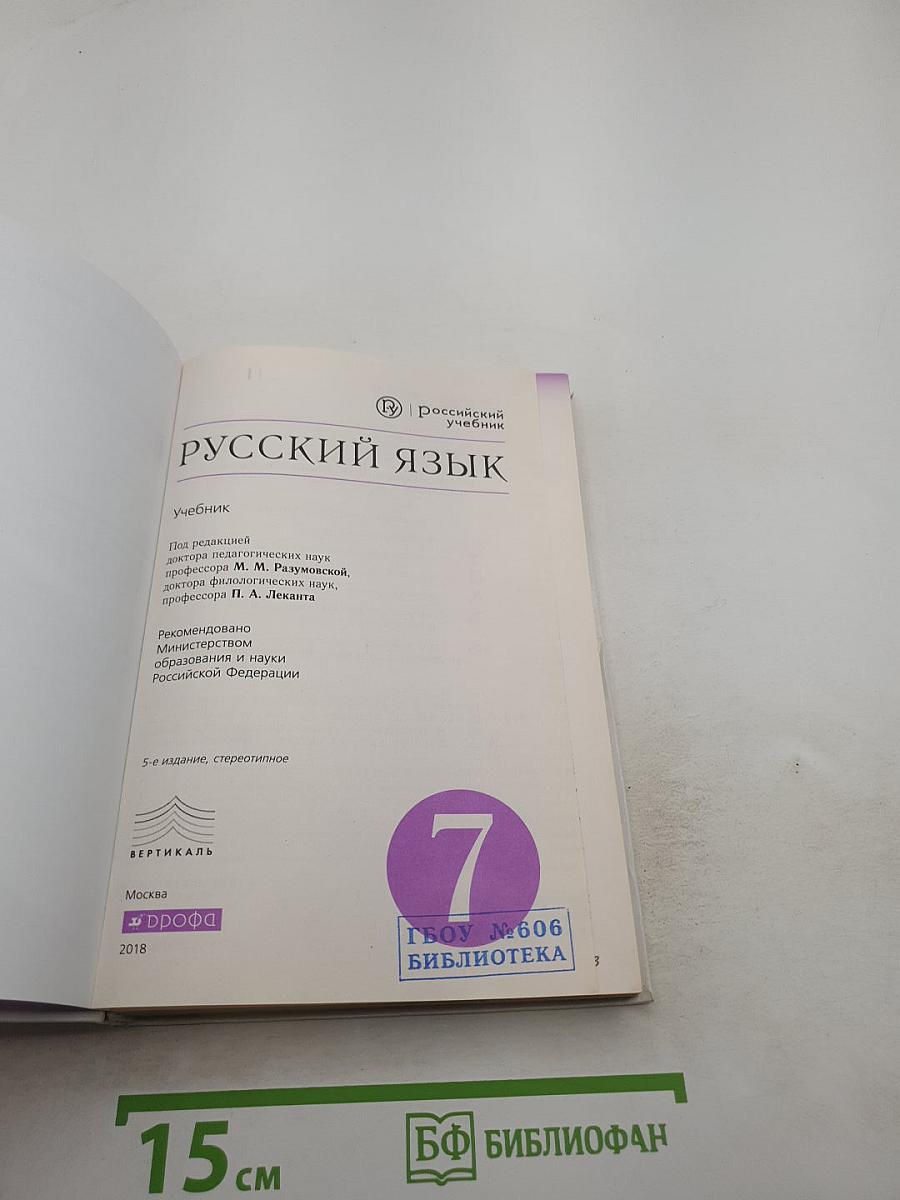 российский
учебник
РУССКИЙ ЯЗЫК
Учебник
Под редакцией
доктора педагогических наук
профессора М. М. Разумовской,
доктора филологических наук,
профессора П. А. Леканта
Рекомендовано
Министерством
образования и науки
Российской Федерации
5-е издание, стереотипное
ВЕРТИКАЛЬ
7
Москва
дрофа
2018
ГБОУ №606
БИБЛИОТЕКА
3
15 см
БФ БИБЛИОФАН